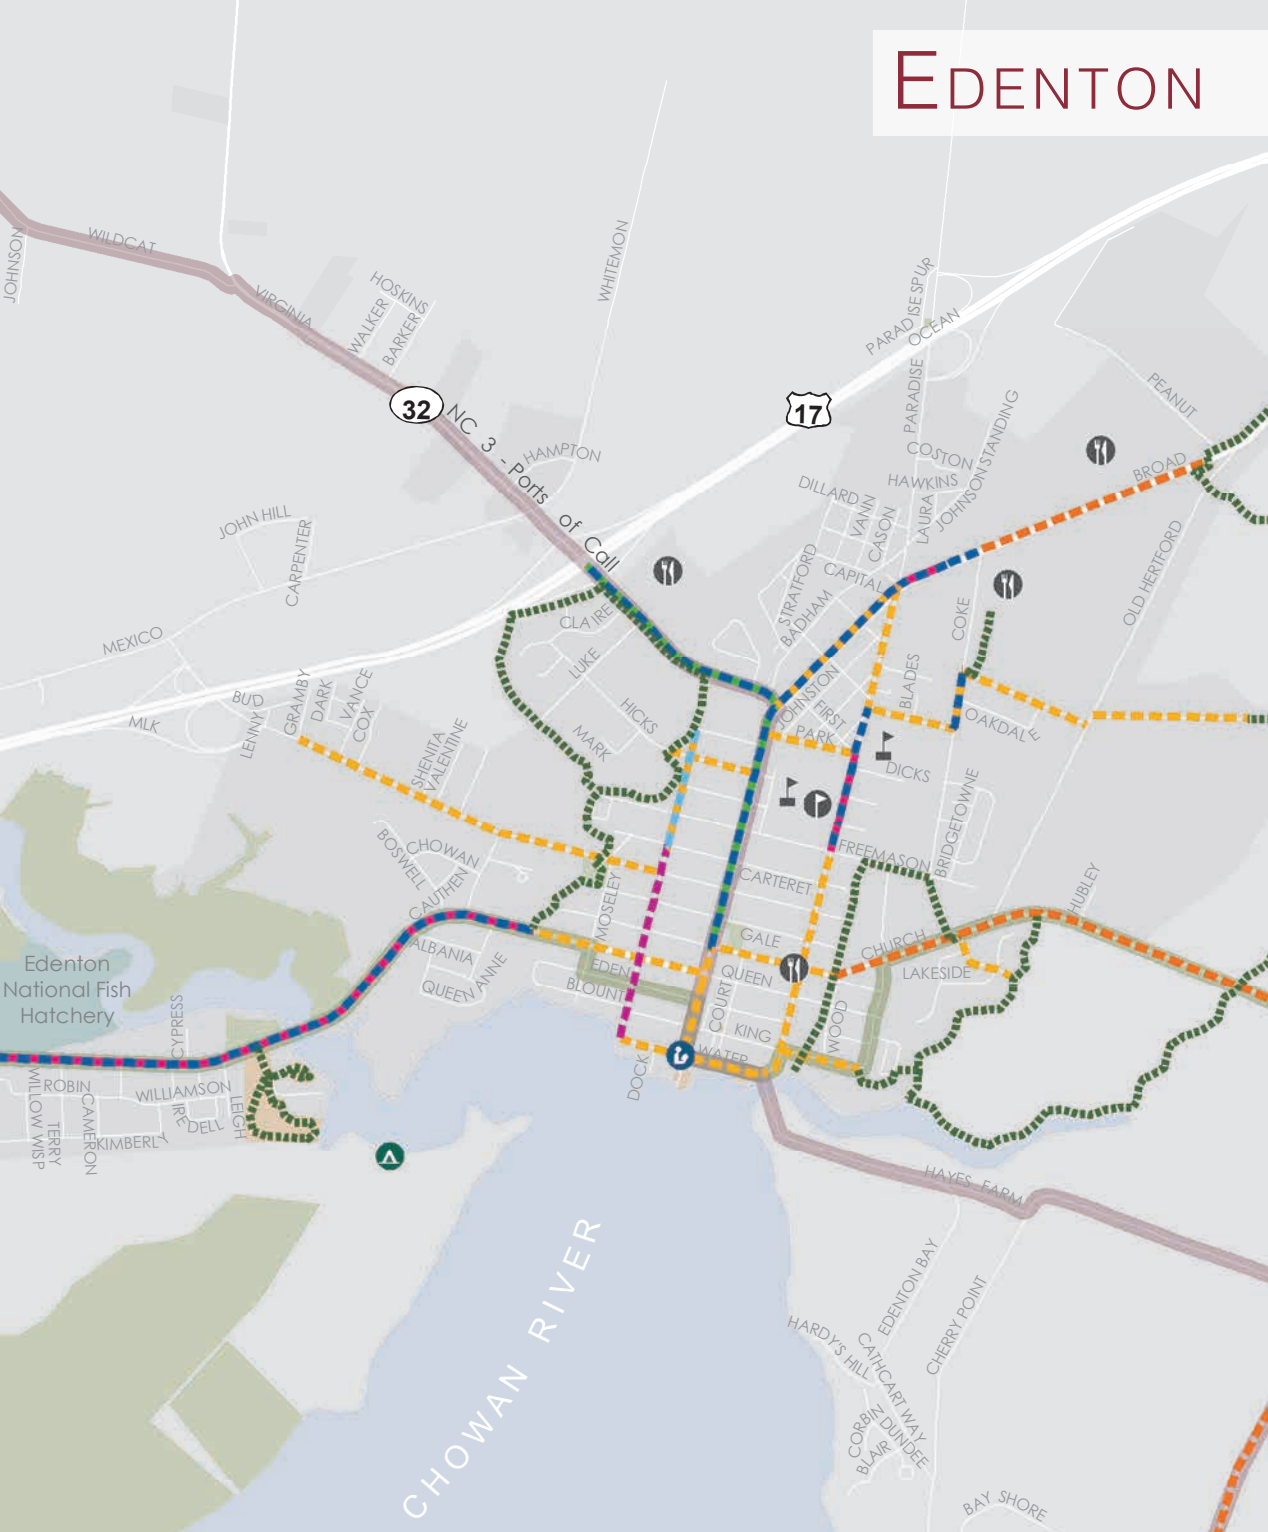 EDENTON
JOHNSON
WILDCAT
VIRGINIA
HOSKINS
WALKER
BARKER
WHITEMON
PARADISE SPUR
OCEAN
PARADISE
PEANUT
32
17
NC 3 - Ports of Call
HAMPTON
COSTON
HAWKINS
JOHNSON STANDING
LAURA
DILLARD
VANN
CASON
BROAD
JOHN HILL
CARPENTER
STRATFORD
BADHAM
CAPITAL
COKE
OLD HERTFORD
MEXICO
CLAIRE
LUKE
HICKS
MARK
MLK
BUD
LENNY
GRAMBY
DARK
VANCE
COX
SHENITA
VALENTINE
JOHNSTON
FIRST
PARK
BLADES
OAKDALE
DICKS
BRIDGETOWNE
FREEMASON
BOSWELL
CHOWAN
CAUTHEN
CARTERET
HUBLEY
MOSELEY
ALBANIA
QUEEN ANNE
EDEN
BLOUNT
GALE
QUEEN
CHURCH
LAKESIDE
COURT
KING
WOOD
WATER
DOCK
Edenton
National Fish
Hatchery
CYPRESS
WILLOW WISP
ROBIN
TERRY
CAMERON
WILLIAMSON
IRE
DELL
LEIGH
KIMBERLY
HAYES FARM
CHOWAN RIVER
EDENTON BAY
CHERRY POINT
HARDY'S HILL
CATHCART WAY
CORBIN
DUNDEE
BLAIR
BAY SHORE